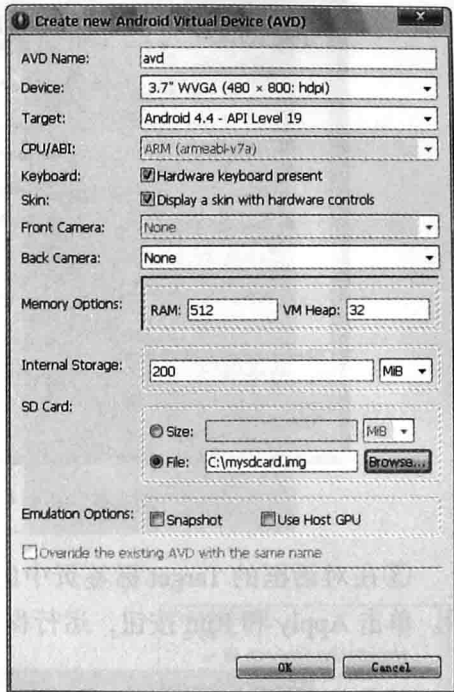 Create new Android Virtual Device (AVD)
AVD Name: avd
Device: 3.7" WVGA (480 × 800: hdpi)
Target: Android 4.4 - API Level 19
CPU/ABI: ARM (armeabi-v7a)
Keyboard: Hardware keyboard present
Skin: Display a skin with hardware controls
Front Camera: None
Back Camera: None
Memory Options: RAM: 512 VM Heap: 32
Internal Storage: 200 MiB
SD Card:
Size: MiB
File: C:\mysdcard.img Browse...
Emulation Options: Snapshot Use Host GPU
Override the existing AVD with the same name
OK Cancel